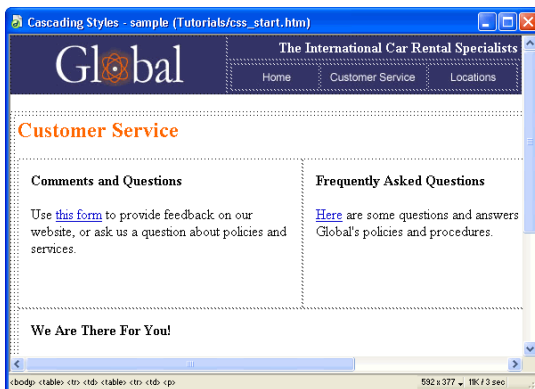 Cascading Styles - sample (Tutorials/css_start.htm)
Global
The International Car Rental Specialists
Home Customer Service Locations
Customer Service
Comments and Questions
Use this form to provide feedback on our
website, or ask us a question about policies and
services.
Frequently Asked Questions
Here are some questions and answers
Global's policies and procedures.
We Are There For You!
<body> <table> <tr> <td> <table> <tr> <td> <p>
592 x 377 11K / 3 sec